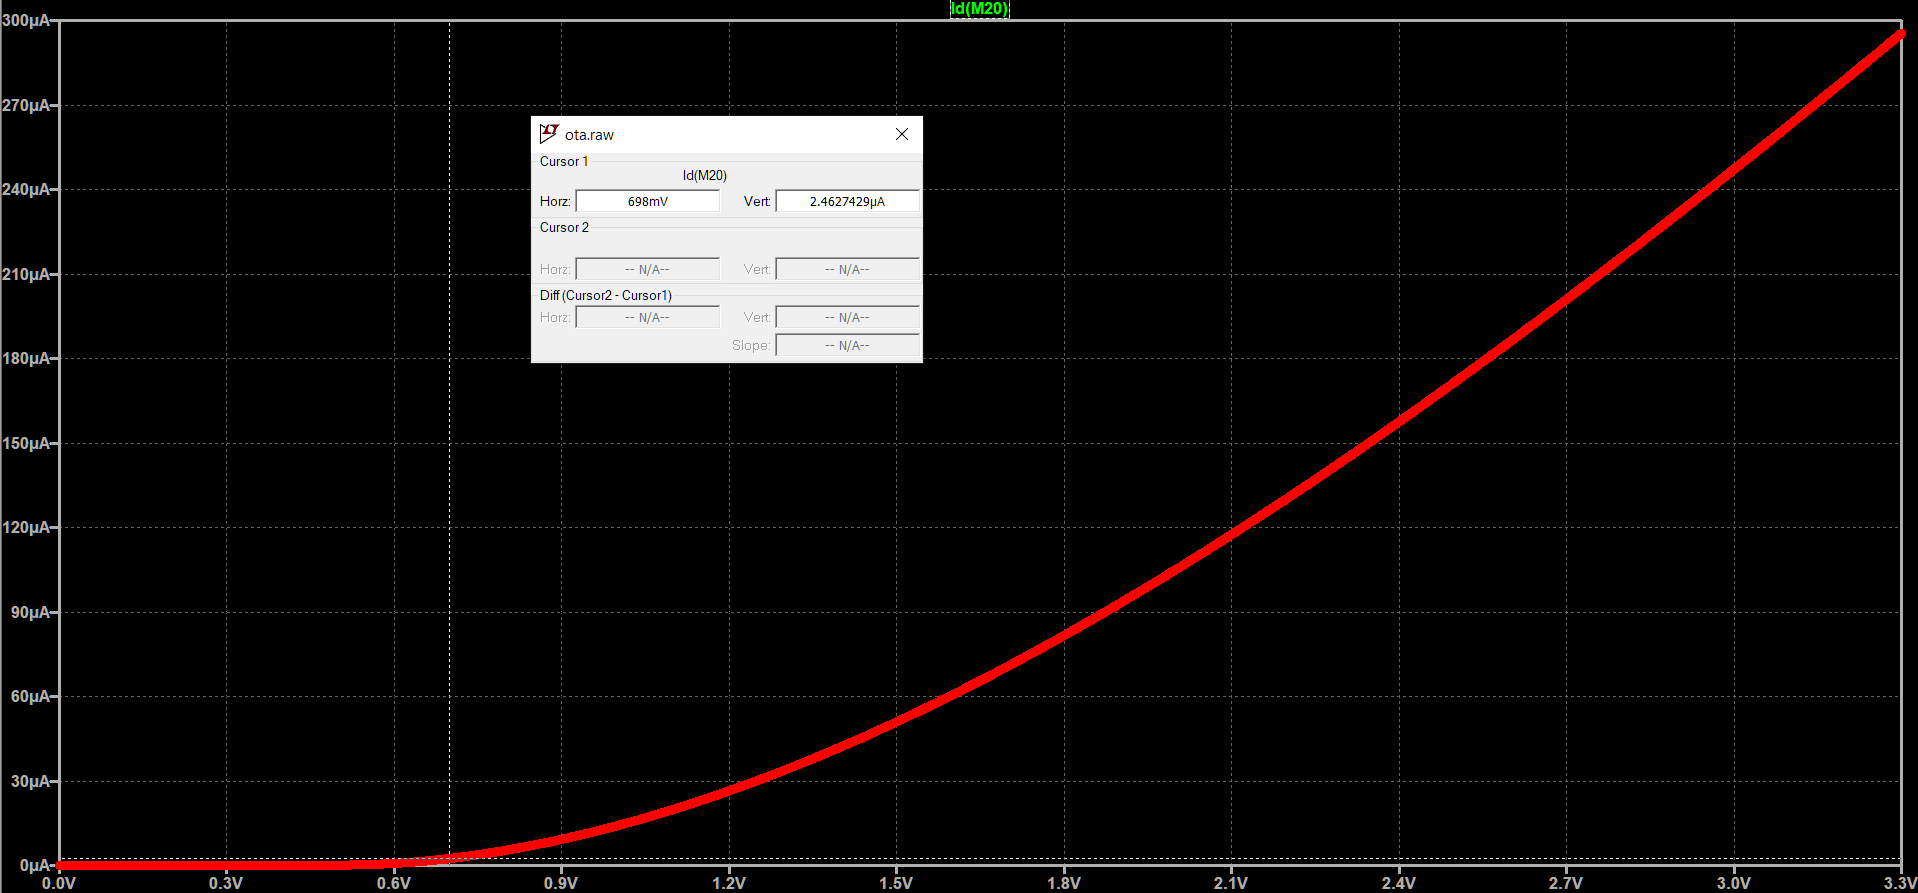 Id(M20)
300µA
270µA
240µA
210µA
180µA
150µA
120µA
90µA
60µA
30µA
0µA
ota.raw
Cursor 1
Id(M20)
Horz: 698mV Vert: 2.4627429µA
Cursor 2
Horz: -- N/A-- Vert: -- N/A--
Diff (Cursor2 - Cursor1)
Horz: -- N/A-- Vert: -- N/A--
Slope: -- N/A--
0.0V 0.3V 0.6V 0.9V 1.2V 1.5V 1.8V 2.1V 2.4V 2.7V 3.0V 3.3V